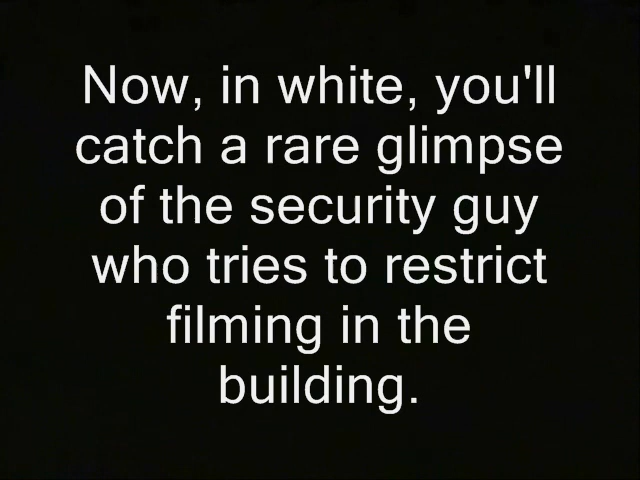 Now, in white, you'll
catch a rare glimpse
of the security guy
who tries to restrict
filming in the
building.